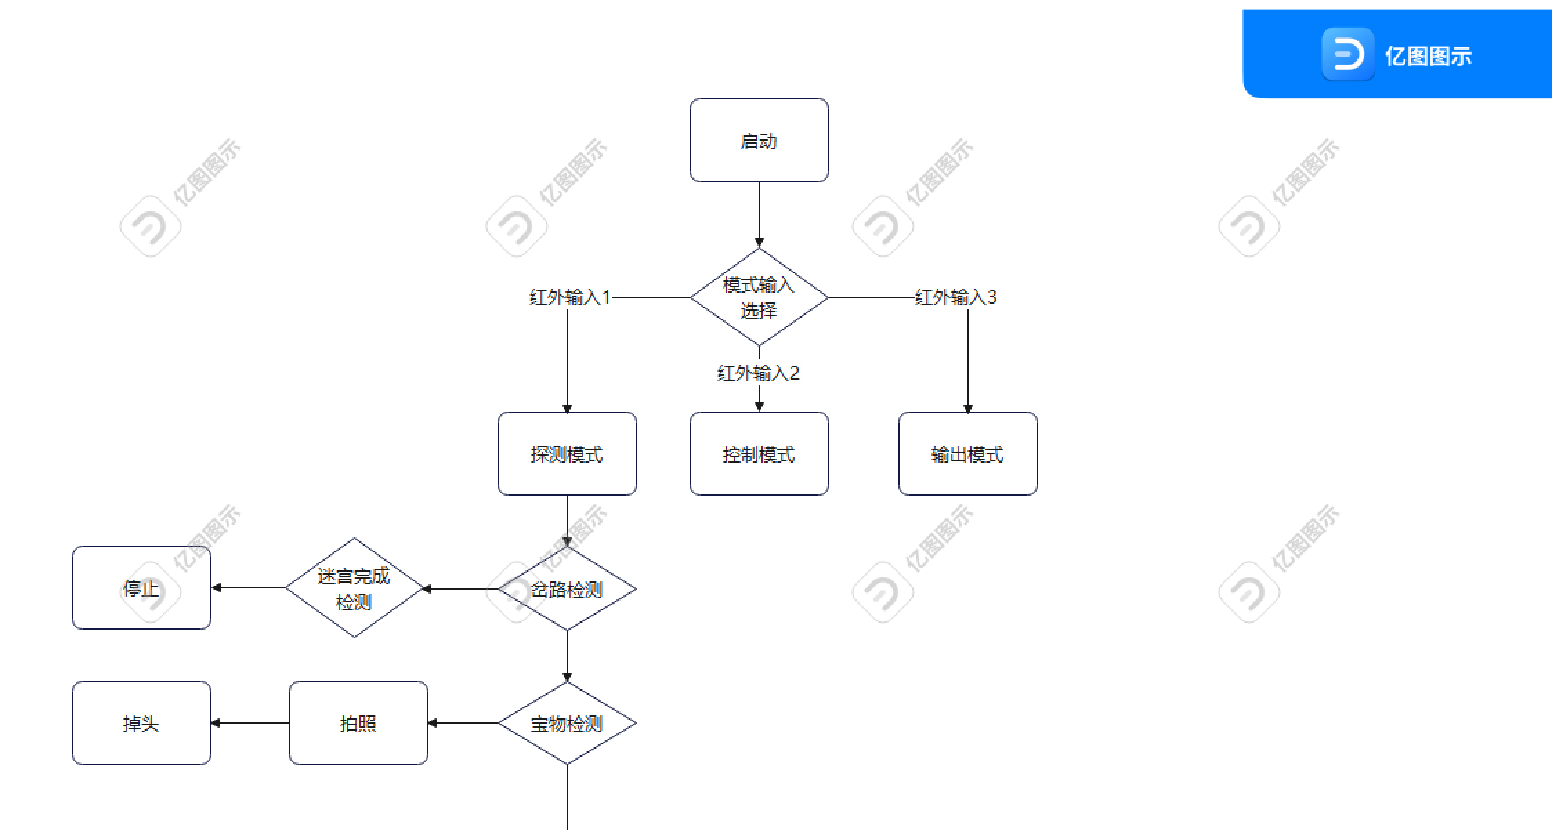 亿图图示
启动
亿图图示
亿图图示
亿图图示
亿图图示
模式输入
选择
红外输入1
红外输入3
红外输入2
探测模式
控制模式
输出模式
亿图图示
亿图图示
亿图图示
亿图图示
停止
迷宫完成
检测
岔路检测
掉头
拍照
宝物检测